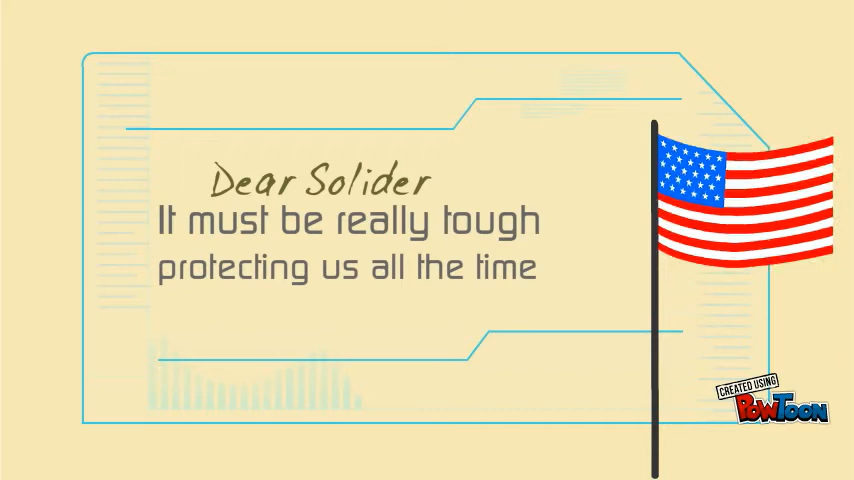 Dear Solider
It must be really tough
protecting us all the time
CREATED USING
POWTOON